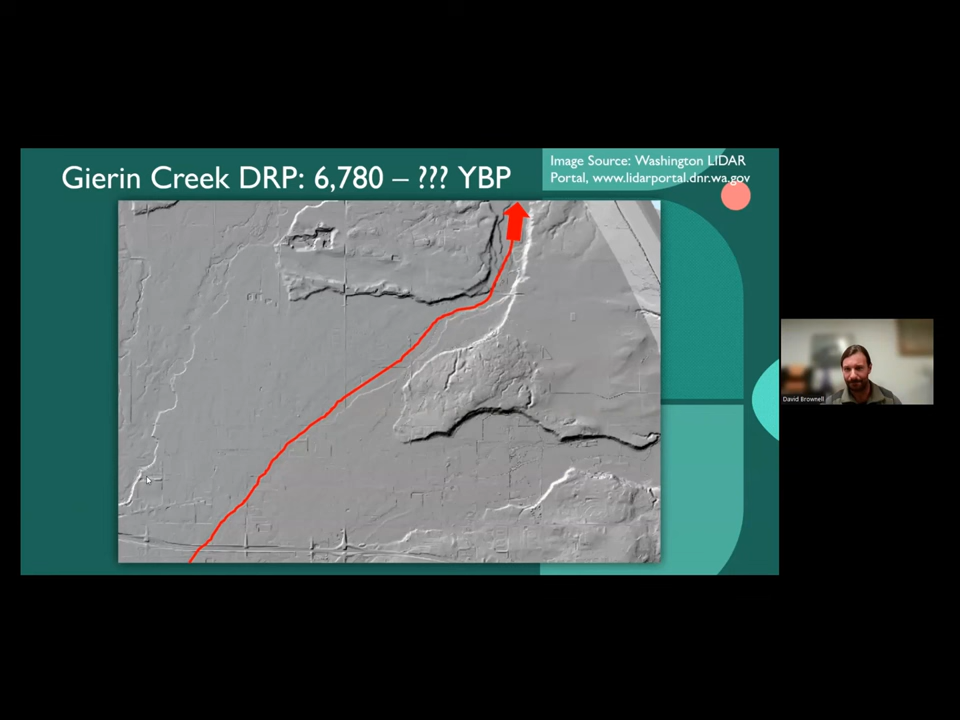 Gierin Creek DRP: 6,780 – ??? YBP
Image Source: Washington LIDAR
Portal, www.lidarportal.dnr.wa.gov
David Brownell